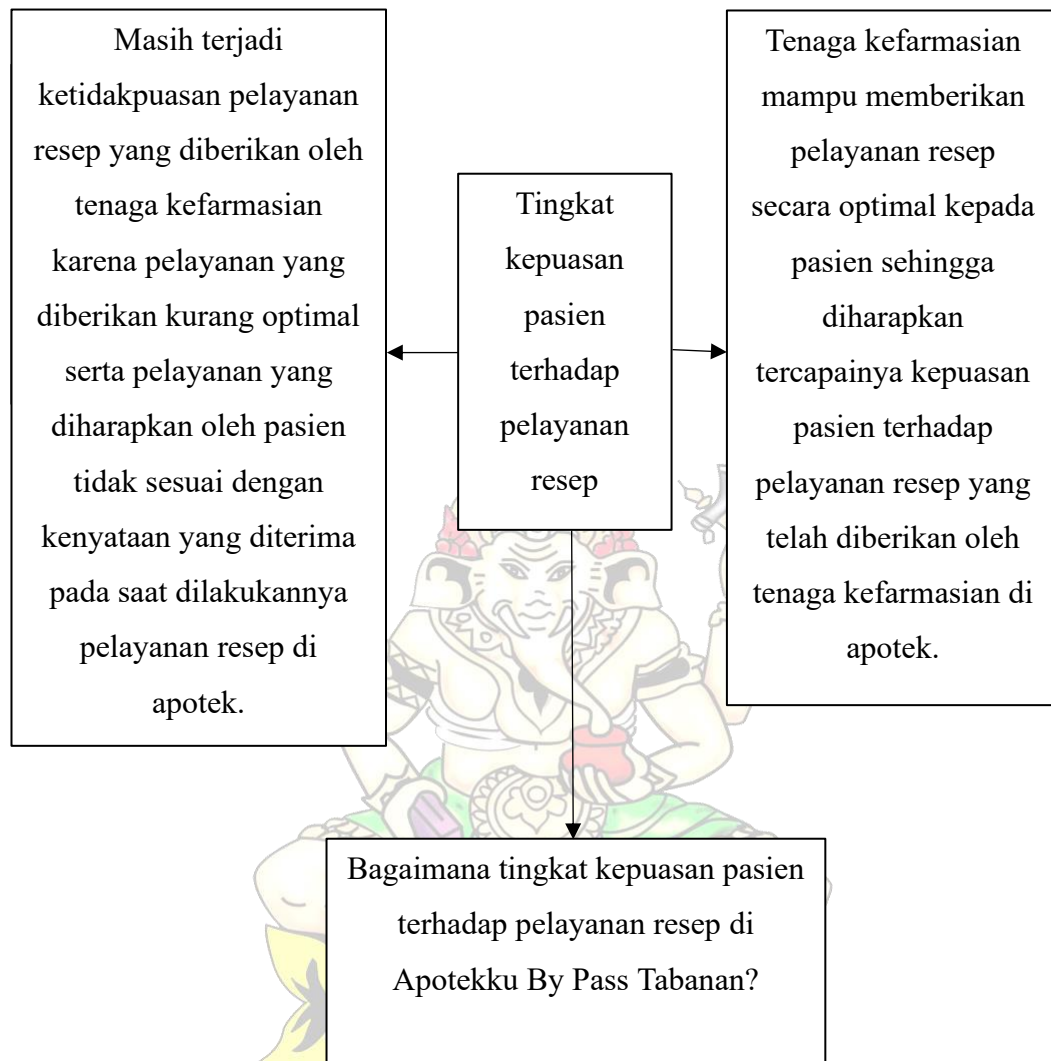 Masih terjadi
ketidakpuasan pelayanan
resep yang diberikan oleh
tenaga kefarmasian
karena pelayanan yang
diberikan kurang optimal
serta pelayanan yang
diharapkan oleh pasien
tidak sesuai dengan
kenyataan yang diterima
pada saat dilakukannya
pelayanan resep di
apotek.
Tingkat
kepuasan
pasien
terhadap
pelayanan
resep
Tenaga kefarmasian
mampu memberikan
pelayanan resep
secara optimal kepada
pasien sehingga
diharapkan
tercapainya kepuasan
pasien terhadap
pelayanan resep yang
telah diberikan oleh
tenaga kefarmasian di
apotek.
Bagaimana tingkat kepuasan pasien
terhadap pelayanan resep di
Apotekku By Pass Tabanan?